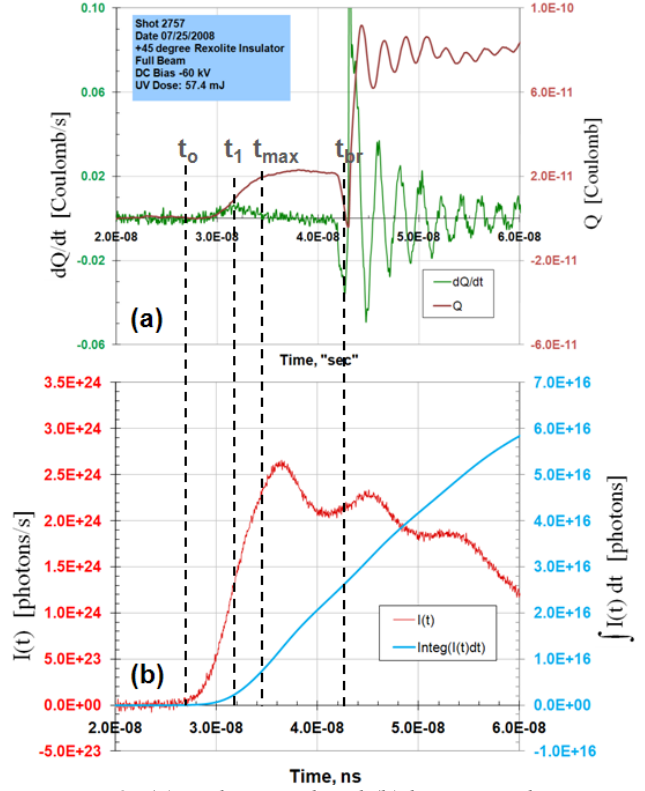 0.10
1.0E-10
Shot 2757
Date 07/25/2008
+45 degree Rexolite Insulator
Full Beam
DC Bias -60 kV
UV Dose: 57.4 mJ
0.06
6.0E-11
to
t1
tmax
tbr
dQ/dt [Coulomb/s]
Q [Coulomb]
0.02
2.0E-11
2.0E-08
3.0E-08
4.0E-08
5.0E-08
6.0E-08
-0.02
-2.0E-11
dQ/dt
Q
(a)
-0.06
-6.0E-11
Time, "sec"
3.5E+24
7.0E+16
3.0E+24
6.0E+16
2.5E+24
5.0E+16
2.0E+24
4.0E+16
1.5E+24
3.0E+16
I(t) [photons/s]
∫ I(t) dt [photons]
1.0E+24
2.0E+16
I(t)
Integ(I(t)dt)
5.0E+23
1.0E+16
(b)
0.0E+00
0.0E+00
2.0E-08
3.0E-08
4.0E-08
5.0E-08
6.0E-08
-5.0E+23
-1.0E+16
Time, ns